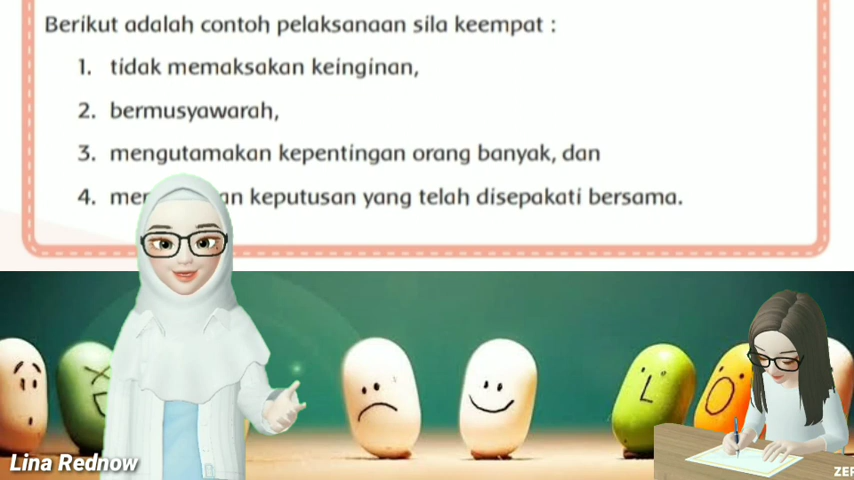 Berikut adalah contoh pelaksanaan sila keempat :
1. tidak memaksakan keinginan,
2. bermusyawarah,
3. mengutamakan kepentingan orang banyak, dan
4. keputusan yang telah disepakati bersama.
Lina Rednow